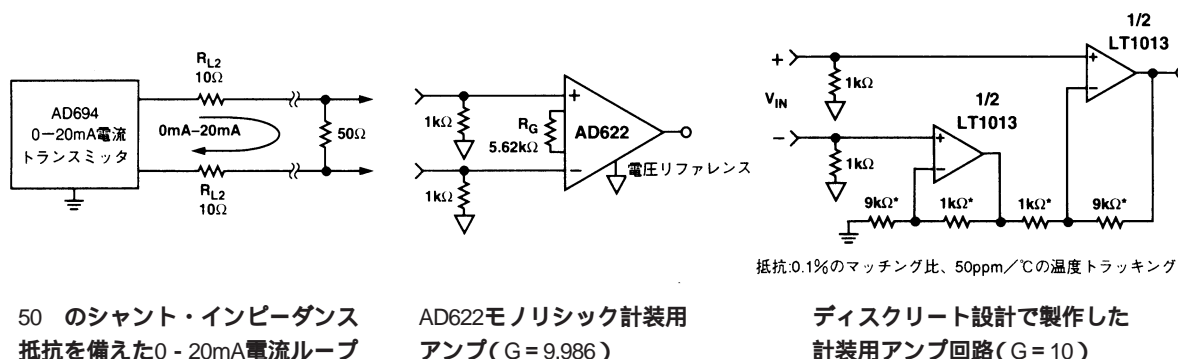 AD694
0−20mA電流
トランスミッタ
RL2
10Ω
0mA−20mA
50Ω
RL2
10Ω
1kΩ
RG
5.62kΩ
+
AD622
−
1kΩ
電圧リファレンス
1/2
LT1013
+
1kΩ
VIN
+
−
1/2
LT1013
−
1kΩ
+
−
9kΩ*
1kΩ*
1kΩ*
9kΩ*
抵抗:0.1%のマッチング比、50ppm/℃の温度トラッキング
50 のシャント・インピーダンス
抵抗を備えた0 - 20mA電流ループ
AD622モノリシック計装用
アンプ( G = 9.986 )
ディスクリート設計で製作した
計装用アンプ回路( G = 10 )